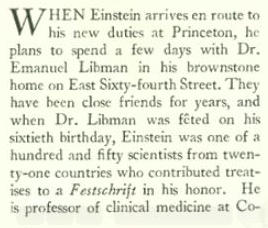 WHEN Einstein arrives en route to
his new duties at Princeton, he
plans to spend a few days with Dr.
Emanuel Libman in his brownstone
home on East Sixty-fourth Street. They
have been close friends for years, and
when Dr. Libman was fêted on his
sixtieth birthday, Einstein was one of a
hundred and fifty scientists from twen-
ty-one countries who contributed treat-
ises to a Festschrift in his honor. He
is professor of clinical medicine at Co-